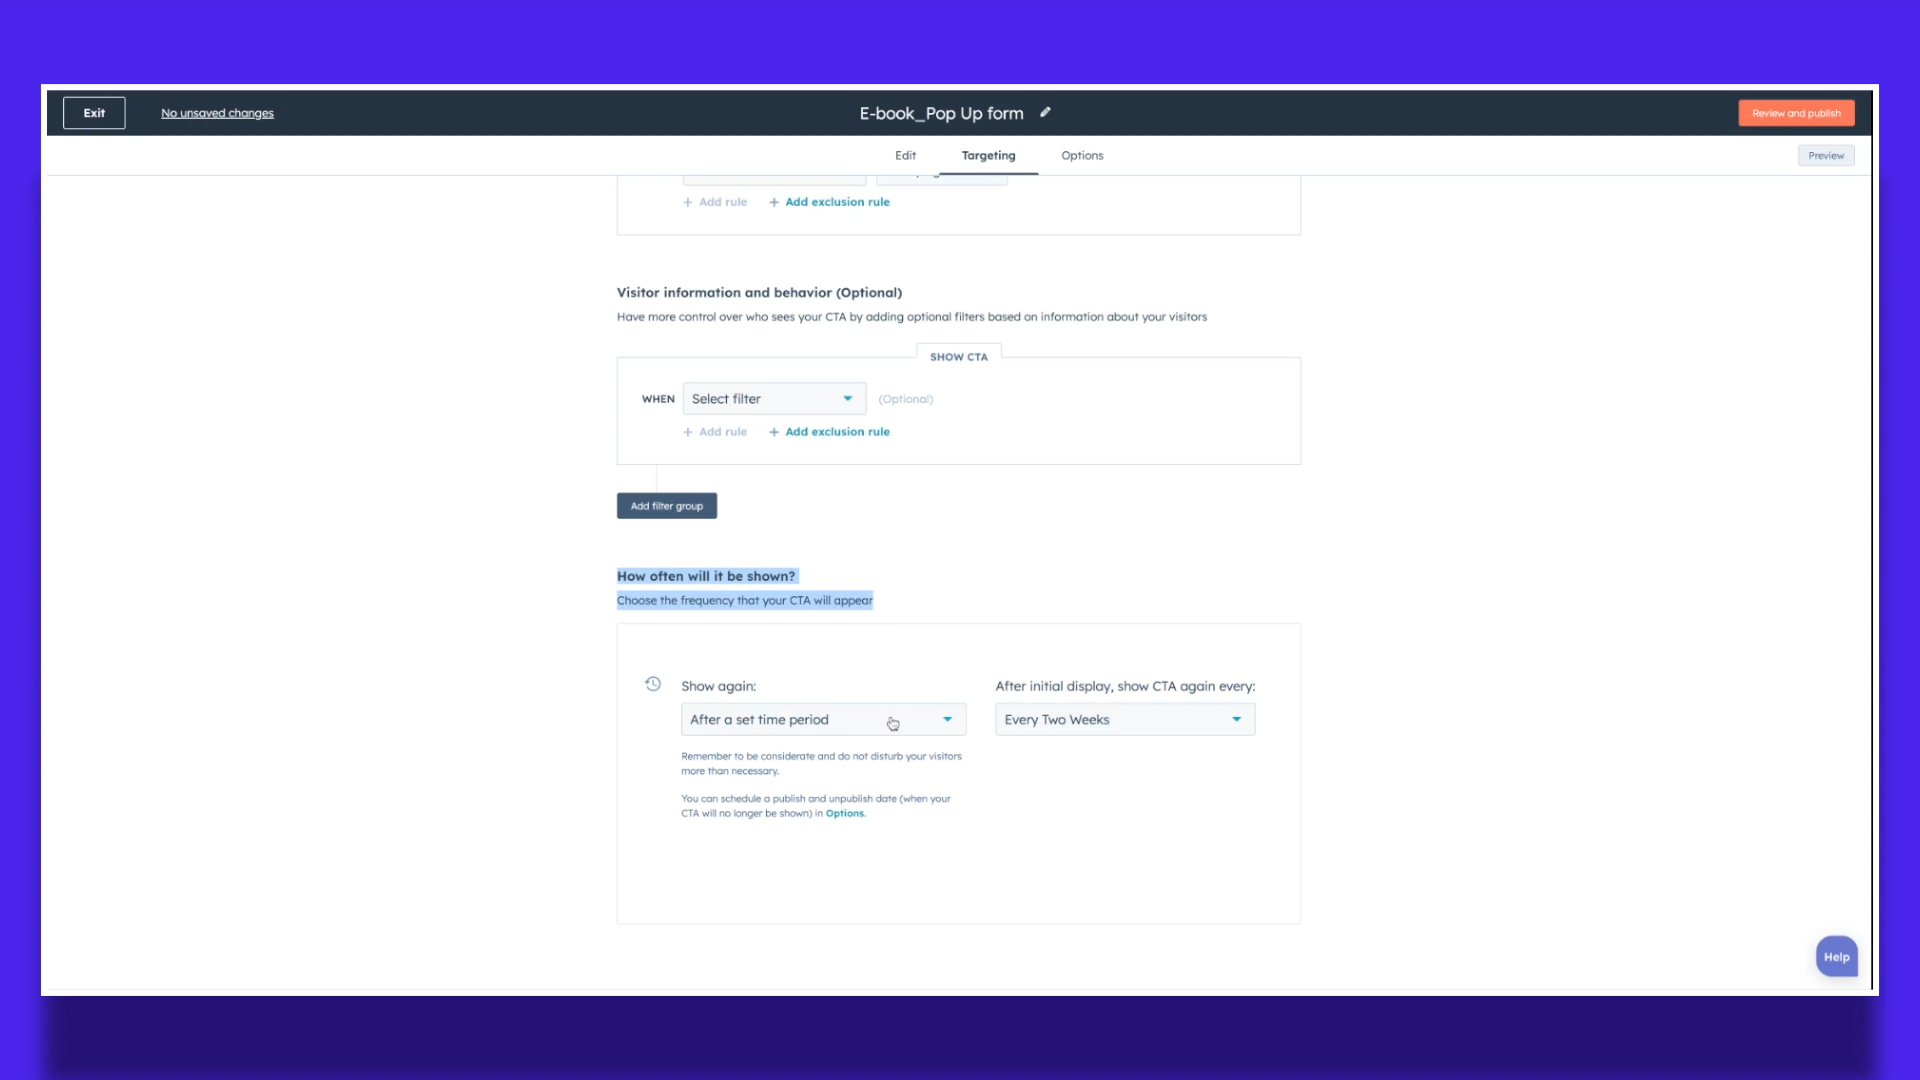 Exit
No unsaved changes
E-book_Pop Up form
Review and publish
Edit
Targeting
Options
Preview
+ Add rule
+ Add exclusion rule
Visitor information and behavior (Optional)
Have more control over who sees your CTA by adding optional filters based on information about your visitors
SHOW CTA
WHEN
Select filter
(Optional)
+ Add rule
+ Add exclusion rule
Add filter group
How often will it be shown?
Choose the frequency that your CTA will appear
Show again:
After initial display, show CTA again every:
After a set time period
Every Two Weeks
Remember to be considerate and do not disturb your visitors
more than necessary.
You can schedule a publish and unpublish date (when your
CTA will no longer be shown) in Options.
Help